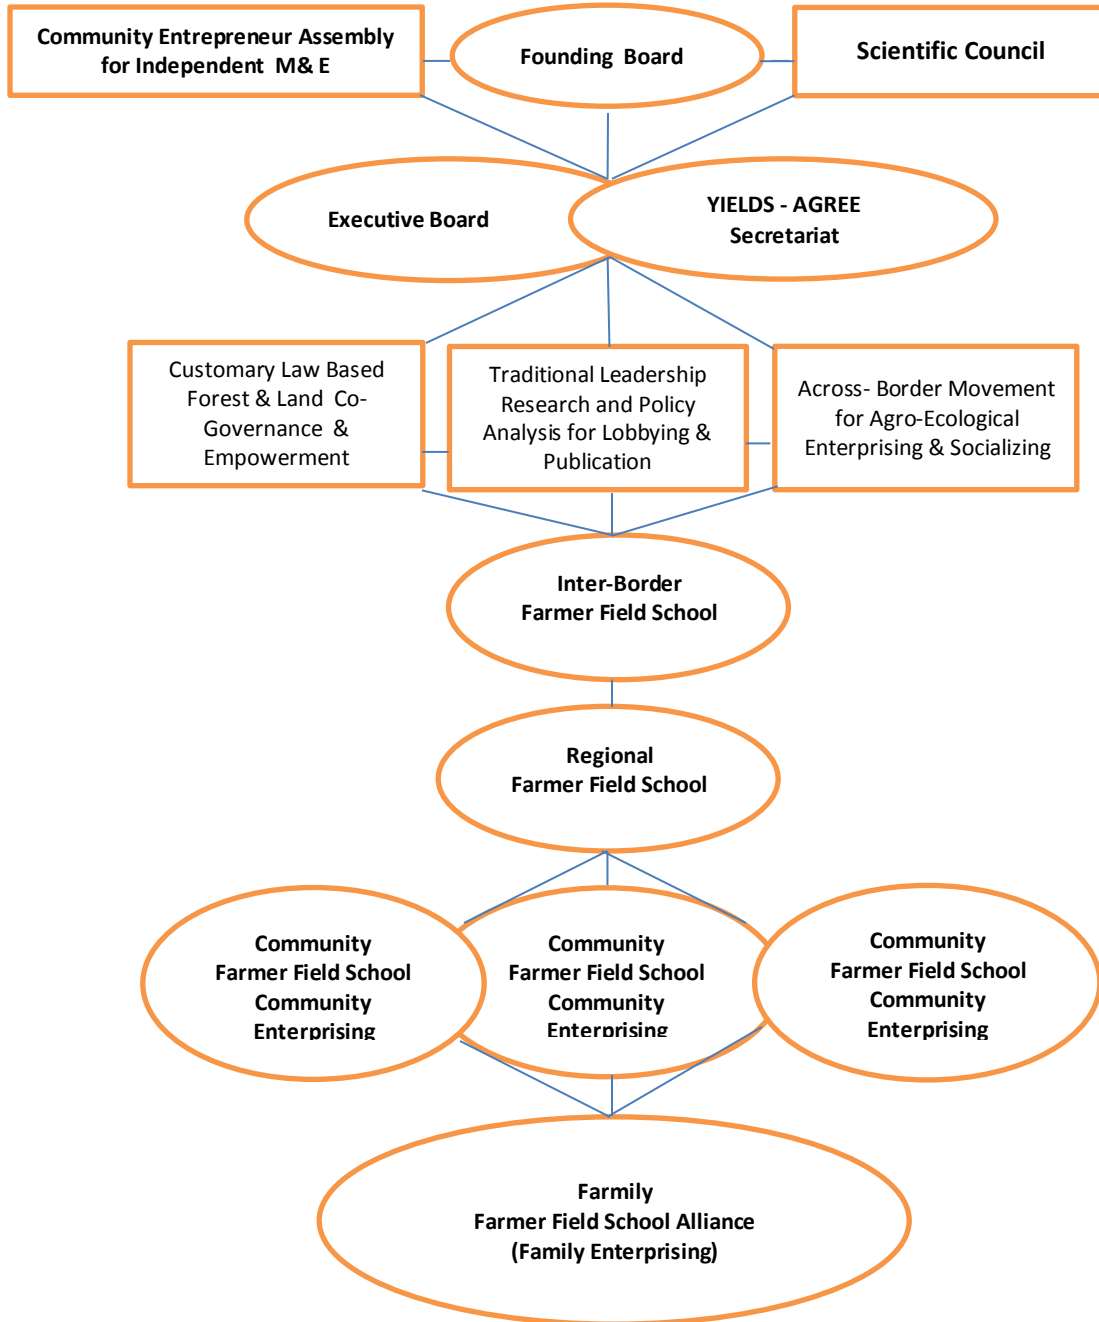 Community Entrepreneur Assembly
for Independent M& E
Founding Board
Scientific Council
Executive Board
YIELDS - AGREE
Secretariat
Customary Law Based
Forest & Land Co-
Governance &
Empowerment
Traditional Leadership
Research and Policy
Analysis for Lobbying &
Publication
Across- Border Movement
for Agro-Ecological
Enterprising & Socializing
Inter-Border
Farmer Field School
Regional
Farmer Field School
Community
Farmer Field School
Community
Enterprising
Community
Farmer Field School
Community
Enterprising
Community
Farmer Field School
Community
Enterprising
Farmily
Farmer Field School Alliance
(Family Enterprising)